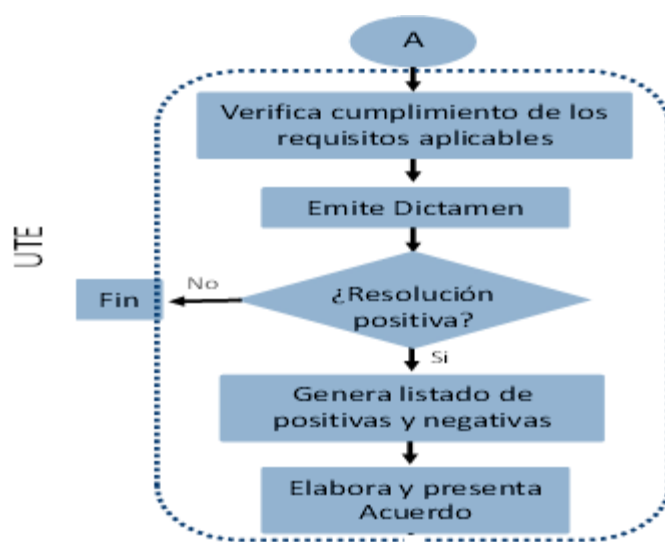 A
Verifica cumplimiento de los
requisitos aplicables
Emite Dictamen
UTE
¿Resolución
positiva?
No
Fin
Si
Genera listado de
positivas y negativas
Elabora y presenta
Acuerdo